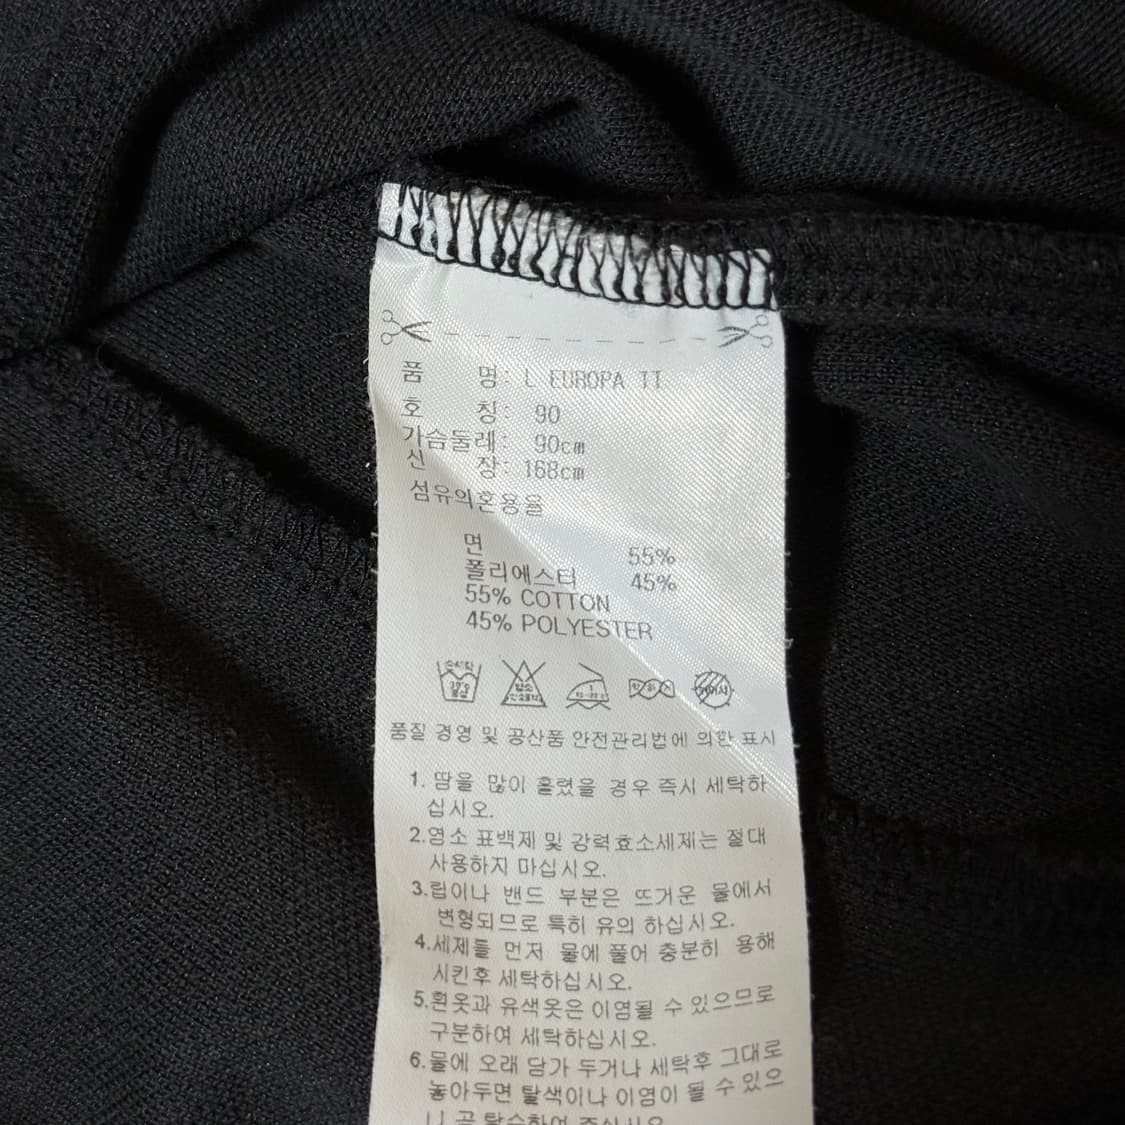 품 명: L EUROPA TT
호 칭: 90
가슴둘레: 90cm
신 장: 168cm
섬유의혼용율
면 55%
폴리에스터 45%
55% COTTON
45% POLYESTER
품질 경영 및 공산품 안전관리법에 의한 표시
1. 땀을 많이 흘렸을 경우 즉시 세탁하
십시오.
2.염소 표백제 및 강력효소세제는 절대
사용하지 마십시오.
3.립이나 밴드 부분은 뜨거운 물에서
변형되므로 특히 유의 하십시오.
4.세제를 먼저 물에 풀어 충분히 용해
시킨후 세탁하십시오.
5.흰옷과 유색옷은 이염될 수 있으므로
구분하여 세탁하십시오.
6.물에 오래 담가 두거나 세탁후 그대로
놓아두면 탈색이나 이염이 될 수 있으